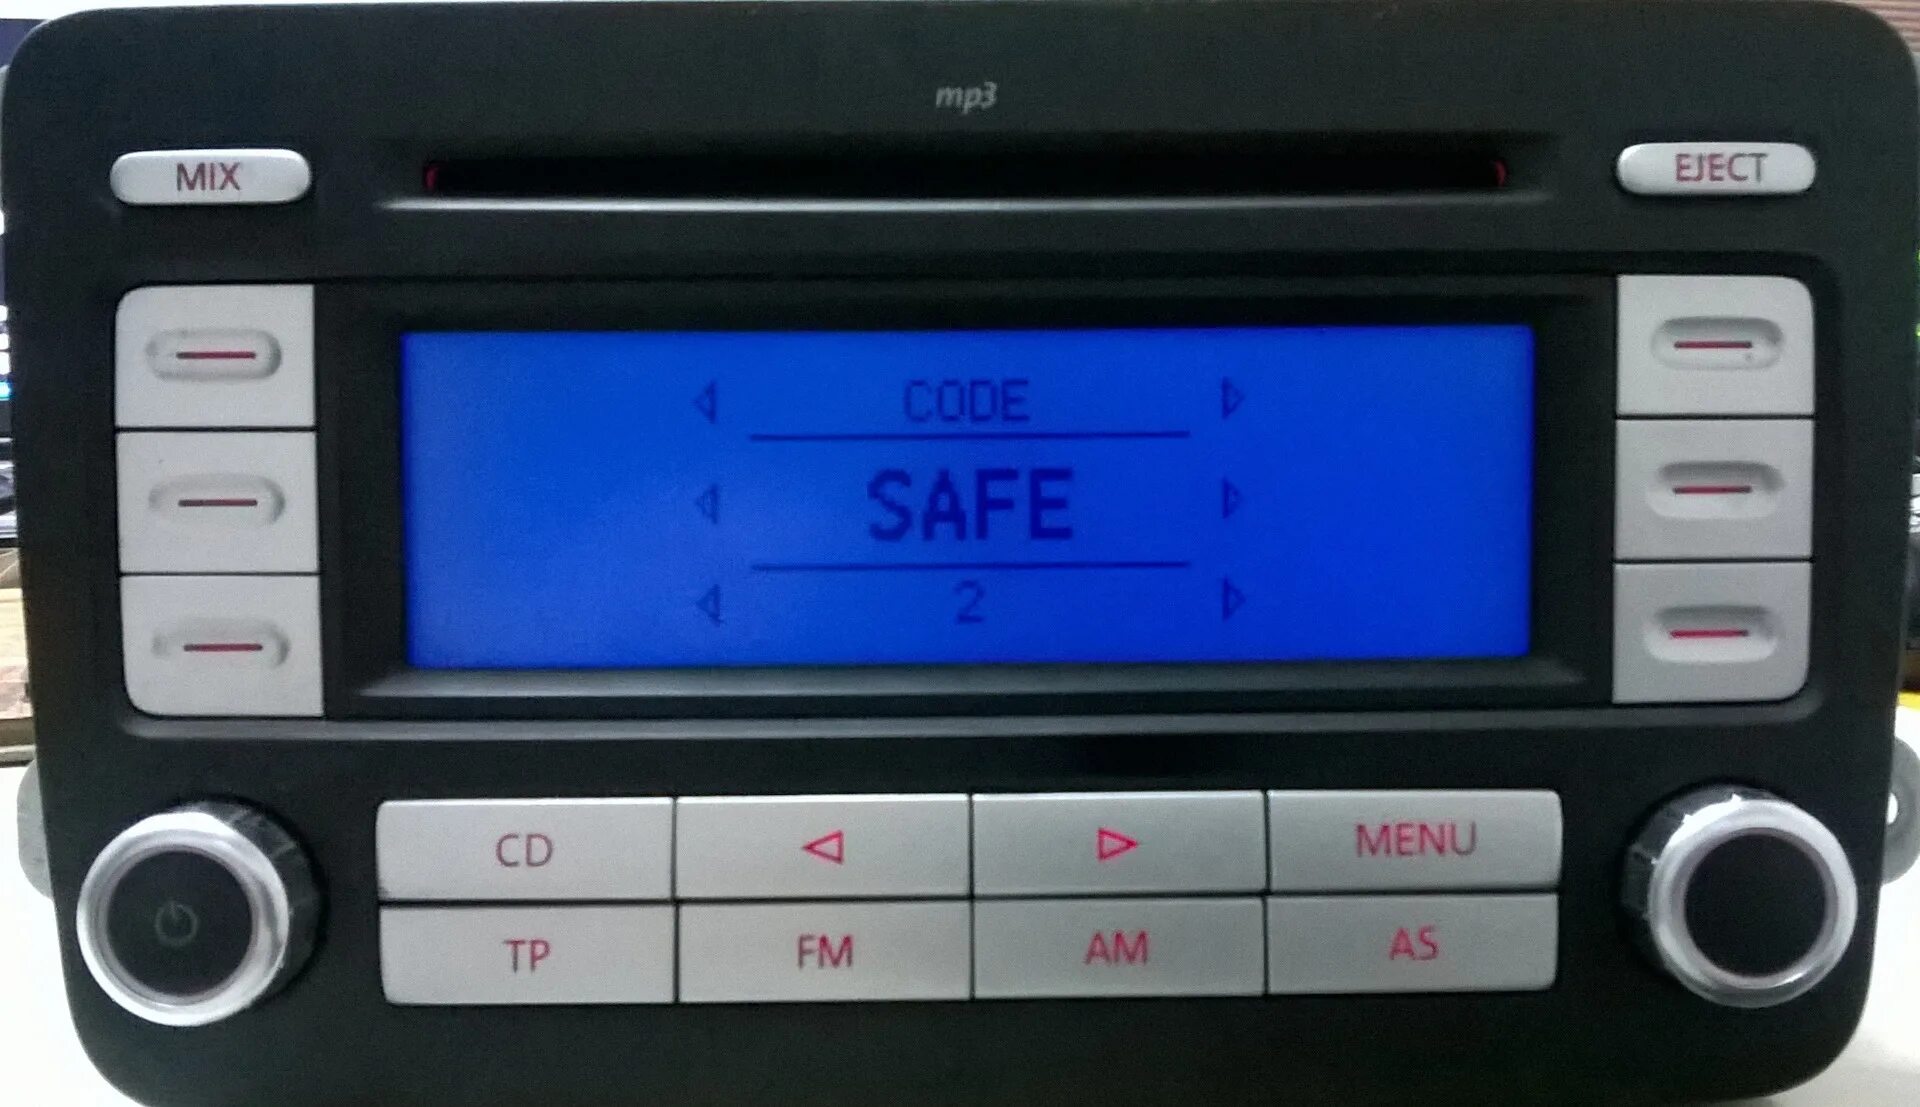 mp3
MIX EJECT
CODE
SAFE
2
CD MENU
TP FM AM AS